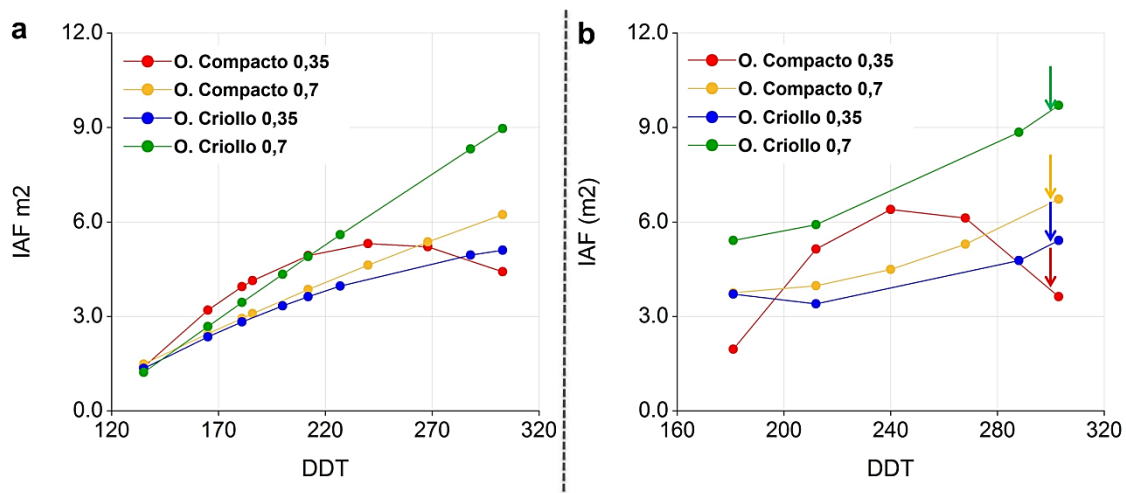 a
12.0
9.0
6.0
3.0
0.0
IAF m2
O. Compacto 0,35
O. Compacto 0,7
O. Criollo 0,35
O. Criollo 0,7
120 170 220 270 320
DDT
b
12.0
9.0
6.0
3.0
0.0
IAF (m2)
O. Compacto 0,35
O. Compacto 0,7
O. Criollo 0,35
O. Criollo 0,7
160 200 240 280 320
DDT